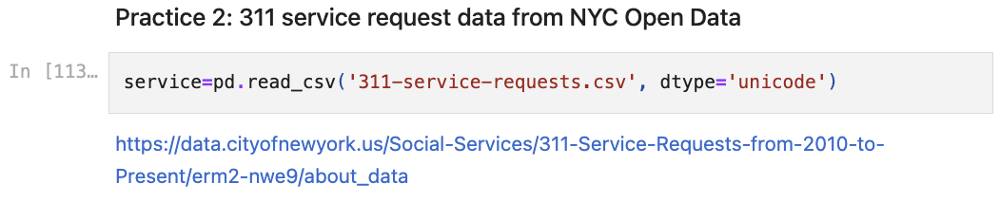 Practice 2: 311 service request data from NYC Open Data
In [113…
service=pd.read_csv('311-service-requests.csv', dtype='unicode')
https://data.cityofnewyork.us/Social-Services/311-Service-Requests-from-2010-to-
Present/erm2-nwe9/about_data